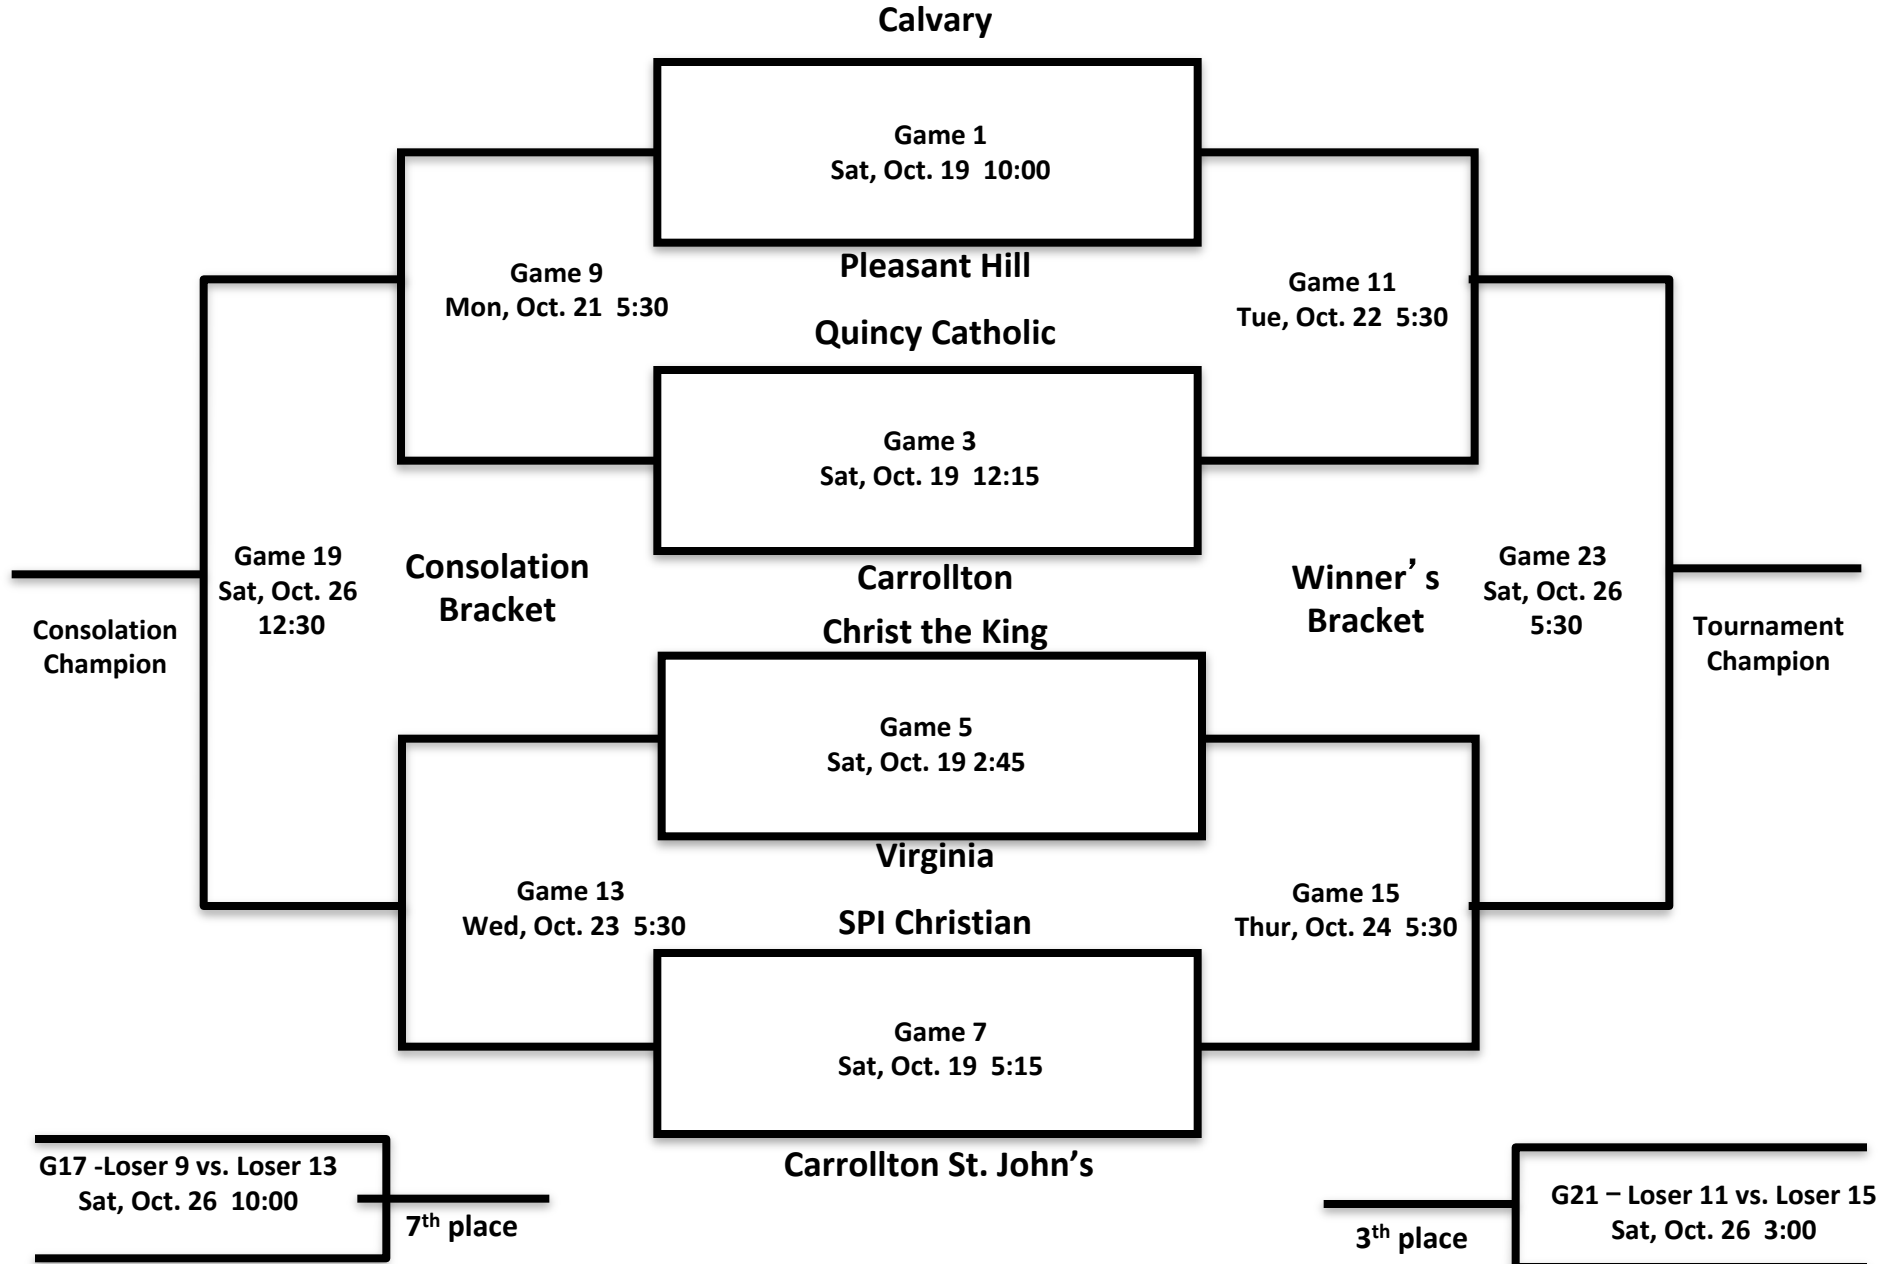 Calvary
Game 1
Sat, Oct. 19 10:00
Pleasant Hill
Game 9
Mon, Oct. 21 5:30
Game 11
Tue, Oct. 22 5:30
Quincy Catholic
Game 3
Sat, Oct. 19 12:15
Carrollton
Game 19
Sat, Oct. 26
12:30
Consolation
Bracket
Winner's
Bracket
Game 23
Sat, Oct. 26
5:30
Consolation
Champion
Tournament
Champion
Christ the King
Game 5
Sat, Oct. 19 2:45
Virginia
Game 13
Wed, Oct. 23 5:30
Game 15
Thur, Oct. 24 5:30
SPI Christian
Game 7
Sat, Oct. 19 5:15
Carrollton St. John's
G17 -Loser 9 vs. Loser 13
Sat, Oct. 26 10:00
7th place
G21 – Loser 11 vs. Loser 15
Sat, Oct. 26 3:00
3th place